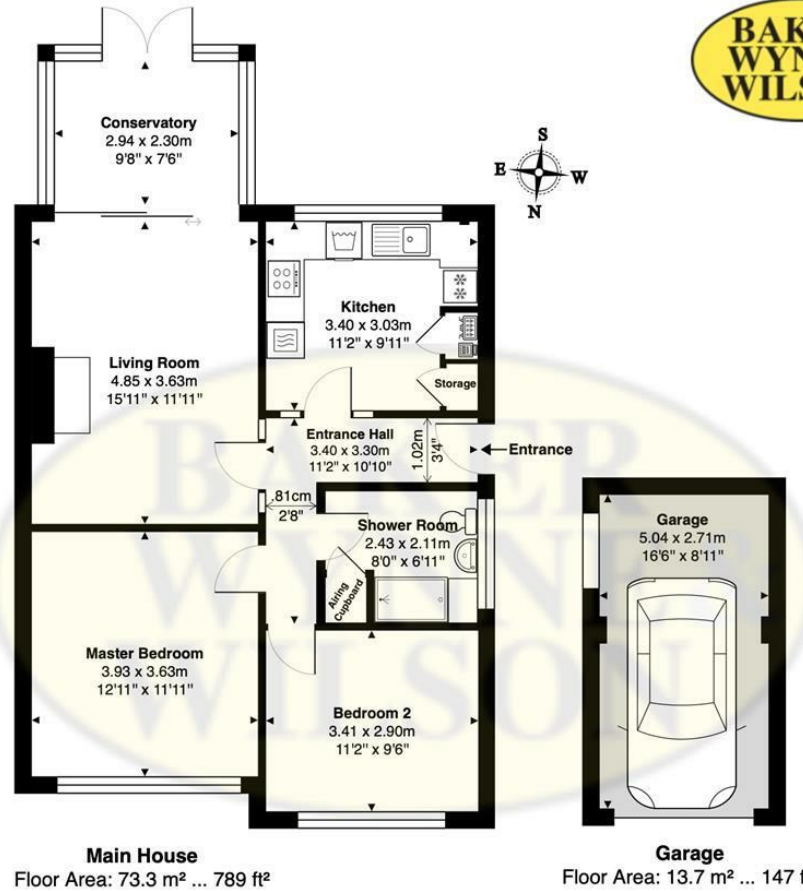 BAK
WYN
WILS
Conservatory
2.94 x 2.30m
9'8" x 7'6"
S
E W
N
Kitchen
3.40 x 3.03m
11'2" x 9'11"
Storage
Living Room
4.85 x 3.63m
15'11" x 11'11"
Entrance Hall
3.40 x 3.30m
11'2" x 10'10"
1.02m
3'4"
Entrance
.81cm
2'8"
Shower Room
2.43 x 2.11m
8'0" x 6'11"
Airing
Cupboard
Garage
5.04 x 2.71m
16'6" x 8'11"
Master Bedroom
3.93 x 3.63m
12'11" x 11'11"
Bedroom 2
3.41 x 2.90m
11'2" x 9'6"
BAKER
WYNNER
WILSON
Main House
Floor Area: 73.3 m² ... 789 ft²
Garage
Floor Area: 13.7 m² ... 147 f